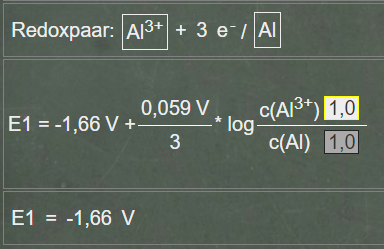 Redoxpaar: Al³⁺ + 3 e⁻ / Al
E1 = -1,66 V + 0,059 V / 3 * log c(Al³⁺) 1,0 / c(Al) 1,0
E1 = -1,66 V